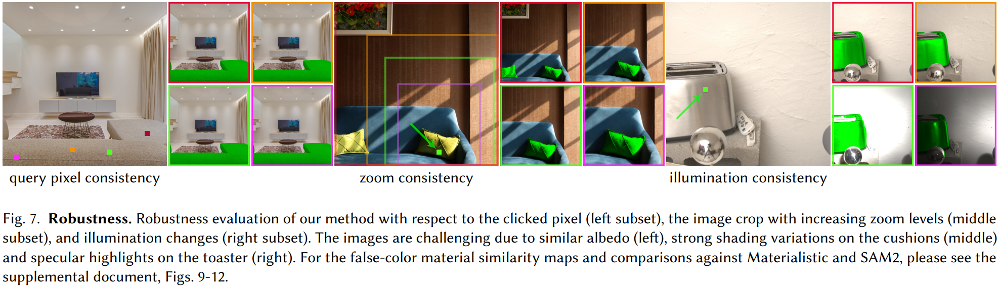 query pixel consistency
zoom consistency
illumination consistency
Fig. 7. Robustness. Robustness evaluation of our method with respect to the clicked pixel (left subset), the image crop with increasing zoom levels (middle
subset), and illumination changes (right subset). The images are challenging due to similar albedo (left), strong shading variations on the cushions (middle)
and specular highlights on the toaster (right). For the false-color material similarity maps and comparisons against Materialistic and SAM2, please see the
supplemental document, Figs. 9-12.